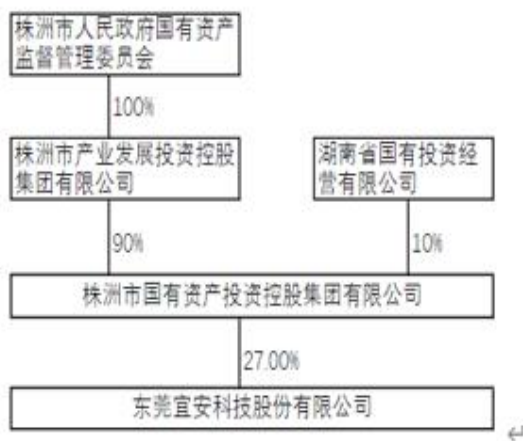 株洲市人民政府国有资产
监督管理委员会
100%
株洲市产业发展投资控股
集团有限公司
湖南省国有投资经
营有限公司
90%
10%
株洲市国有资产投资控股集团有限公司
27.00%
东莞宜安科技股份有限公司